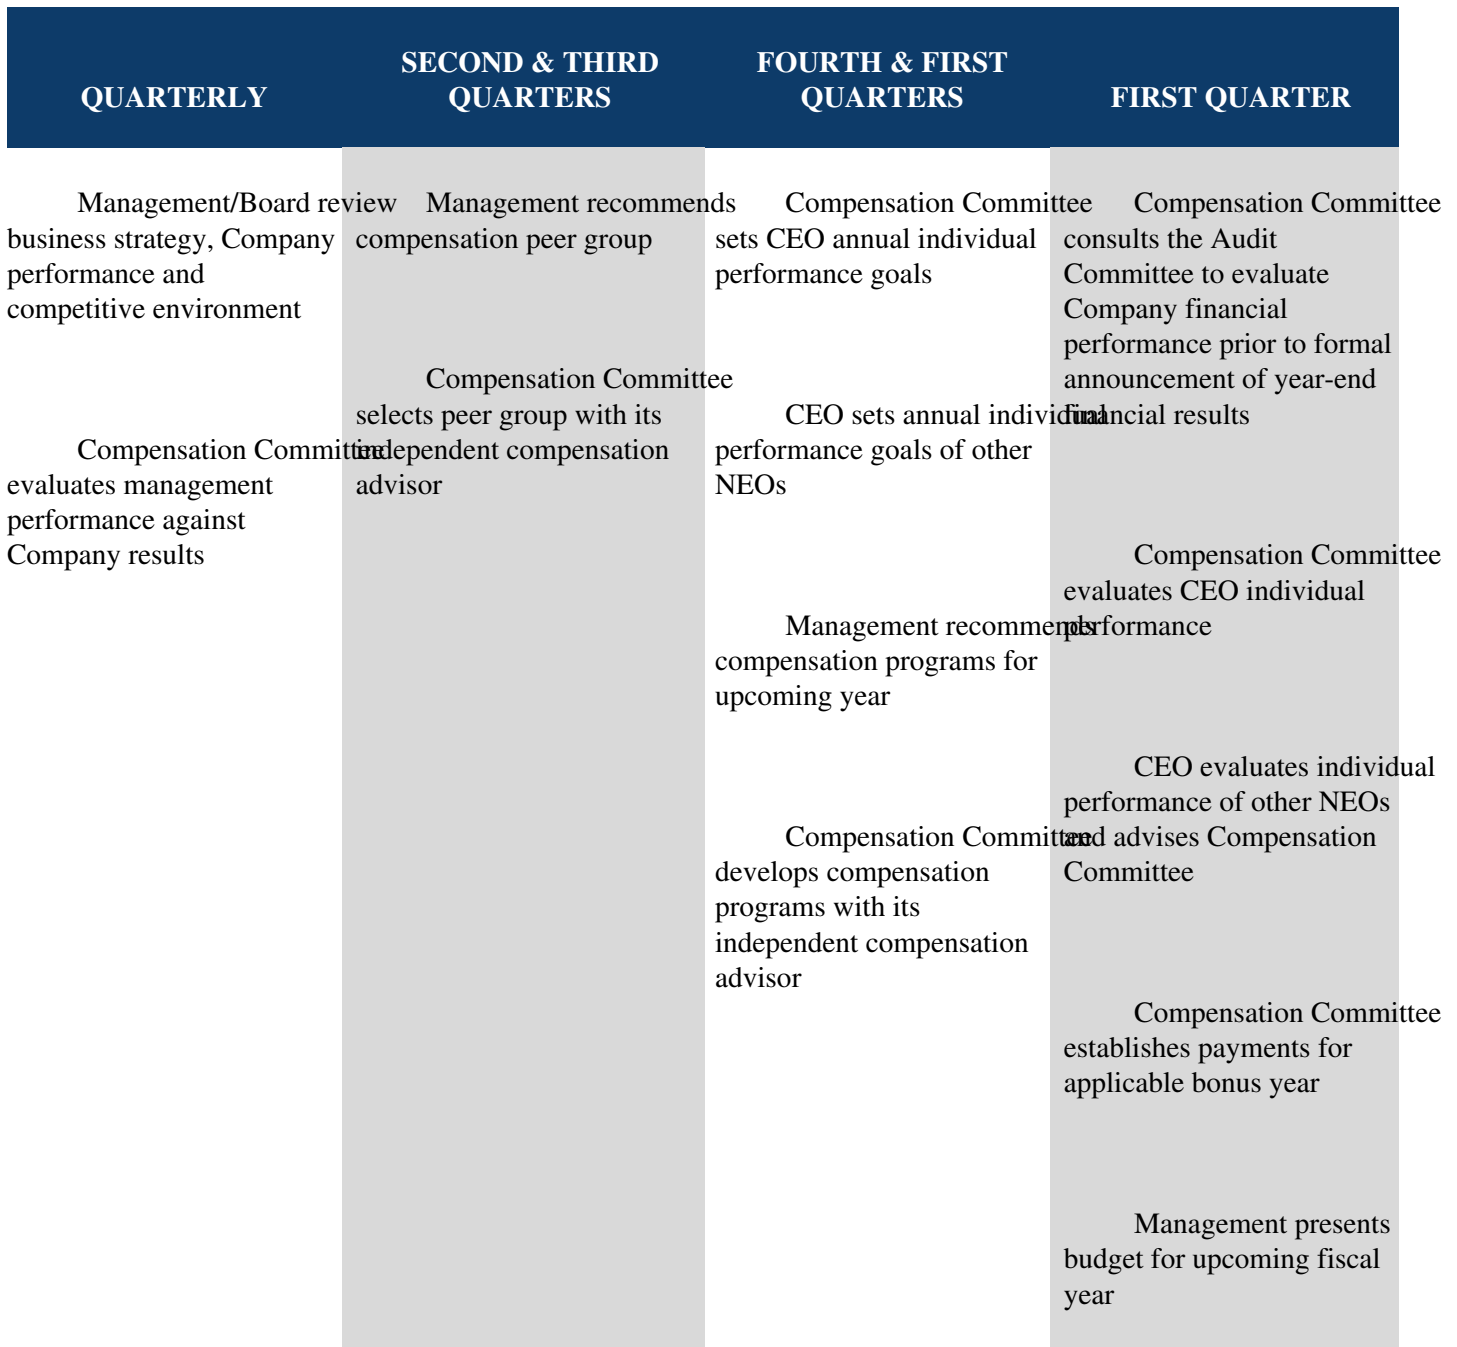 QUARTERLY
SECOND & THIRD
QUARTERS
FOURTH & FIRST
QUARTERS
FIRST QUARTER
Management/Board review
business strategy, Company
performance and
competitive environment
Compensation Committee
evaluates management
performance against
Company results
Management recommends
compensation peer group
Compensation Committee
selects peer group with its
independent compensation
advisor
Compensation Committee
sets CEO annual individual
performance goals
CEO sets annual individual
performance goals of other
NEOs
Management recommends
compensation programs for
upcoming year
Compensation Committee
develops compensation
programs with its
independent compensation
advisor
Compensation Committee
consults the Audit
Committee to evaluate
Company financial
performance prior to formal
announcement of year-end
financial results
Compensation Committee
evaluates CEO individual
performance
CEO evaluates individual
performance of other NEOs
and advises Compensation
Committee
Compensation Committee
establishes payments for
applicable bonus year
Management presents
budget for upcoming fiscal
year